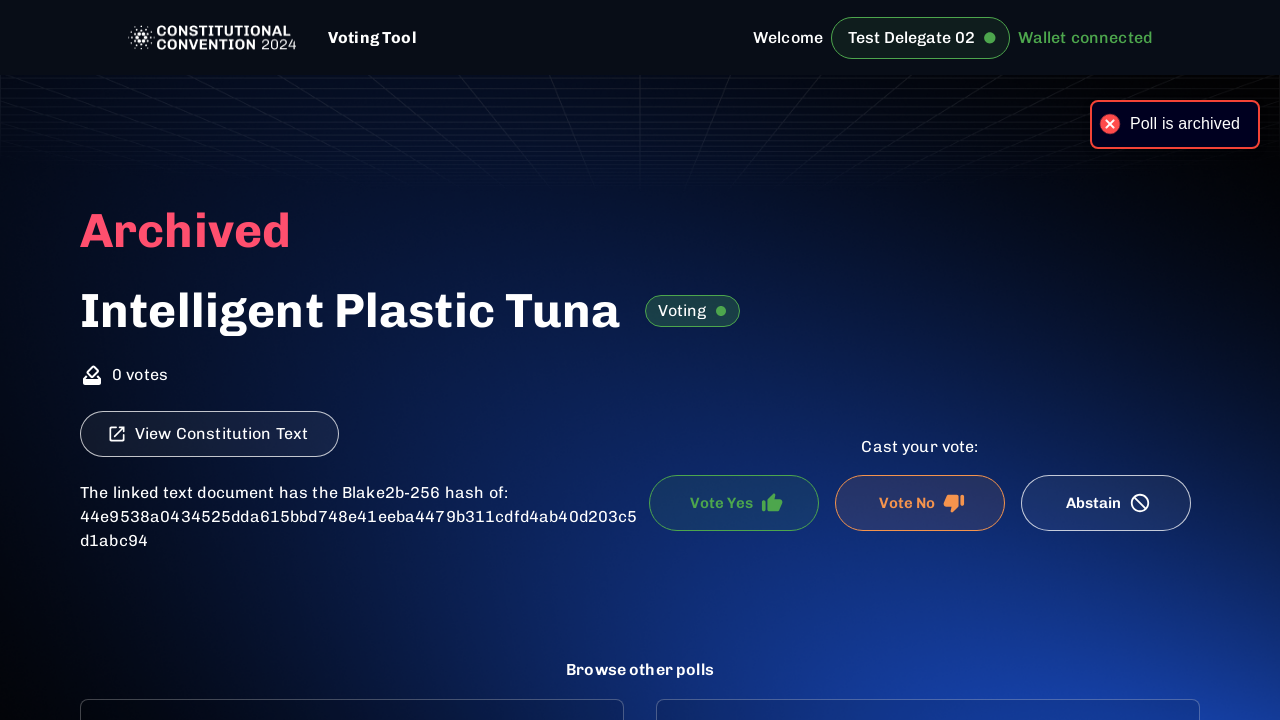 CONSTITUTIONAL
CONVENTION 2024
Voting Tool
Welcome
Test Delegate 02
Wallet connected
Poll is archived
Archived
Intelligent Plastic Tuna
Voting
0 votes
View Constitution Text
The linked text document has the Blake2b-256 hash of:
44e9538a0434525dda615bbd748e41eeba4479b311cdfd4ab40d203c5
d1abc94
Cast your vote:
Vote Yes
Vote No
Abstain
Browse other polls